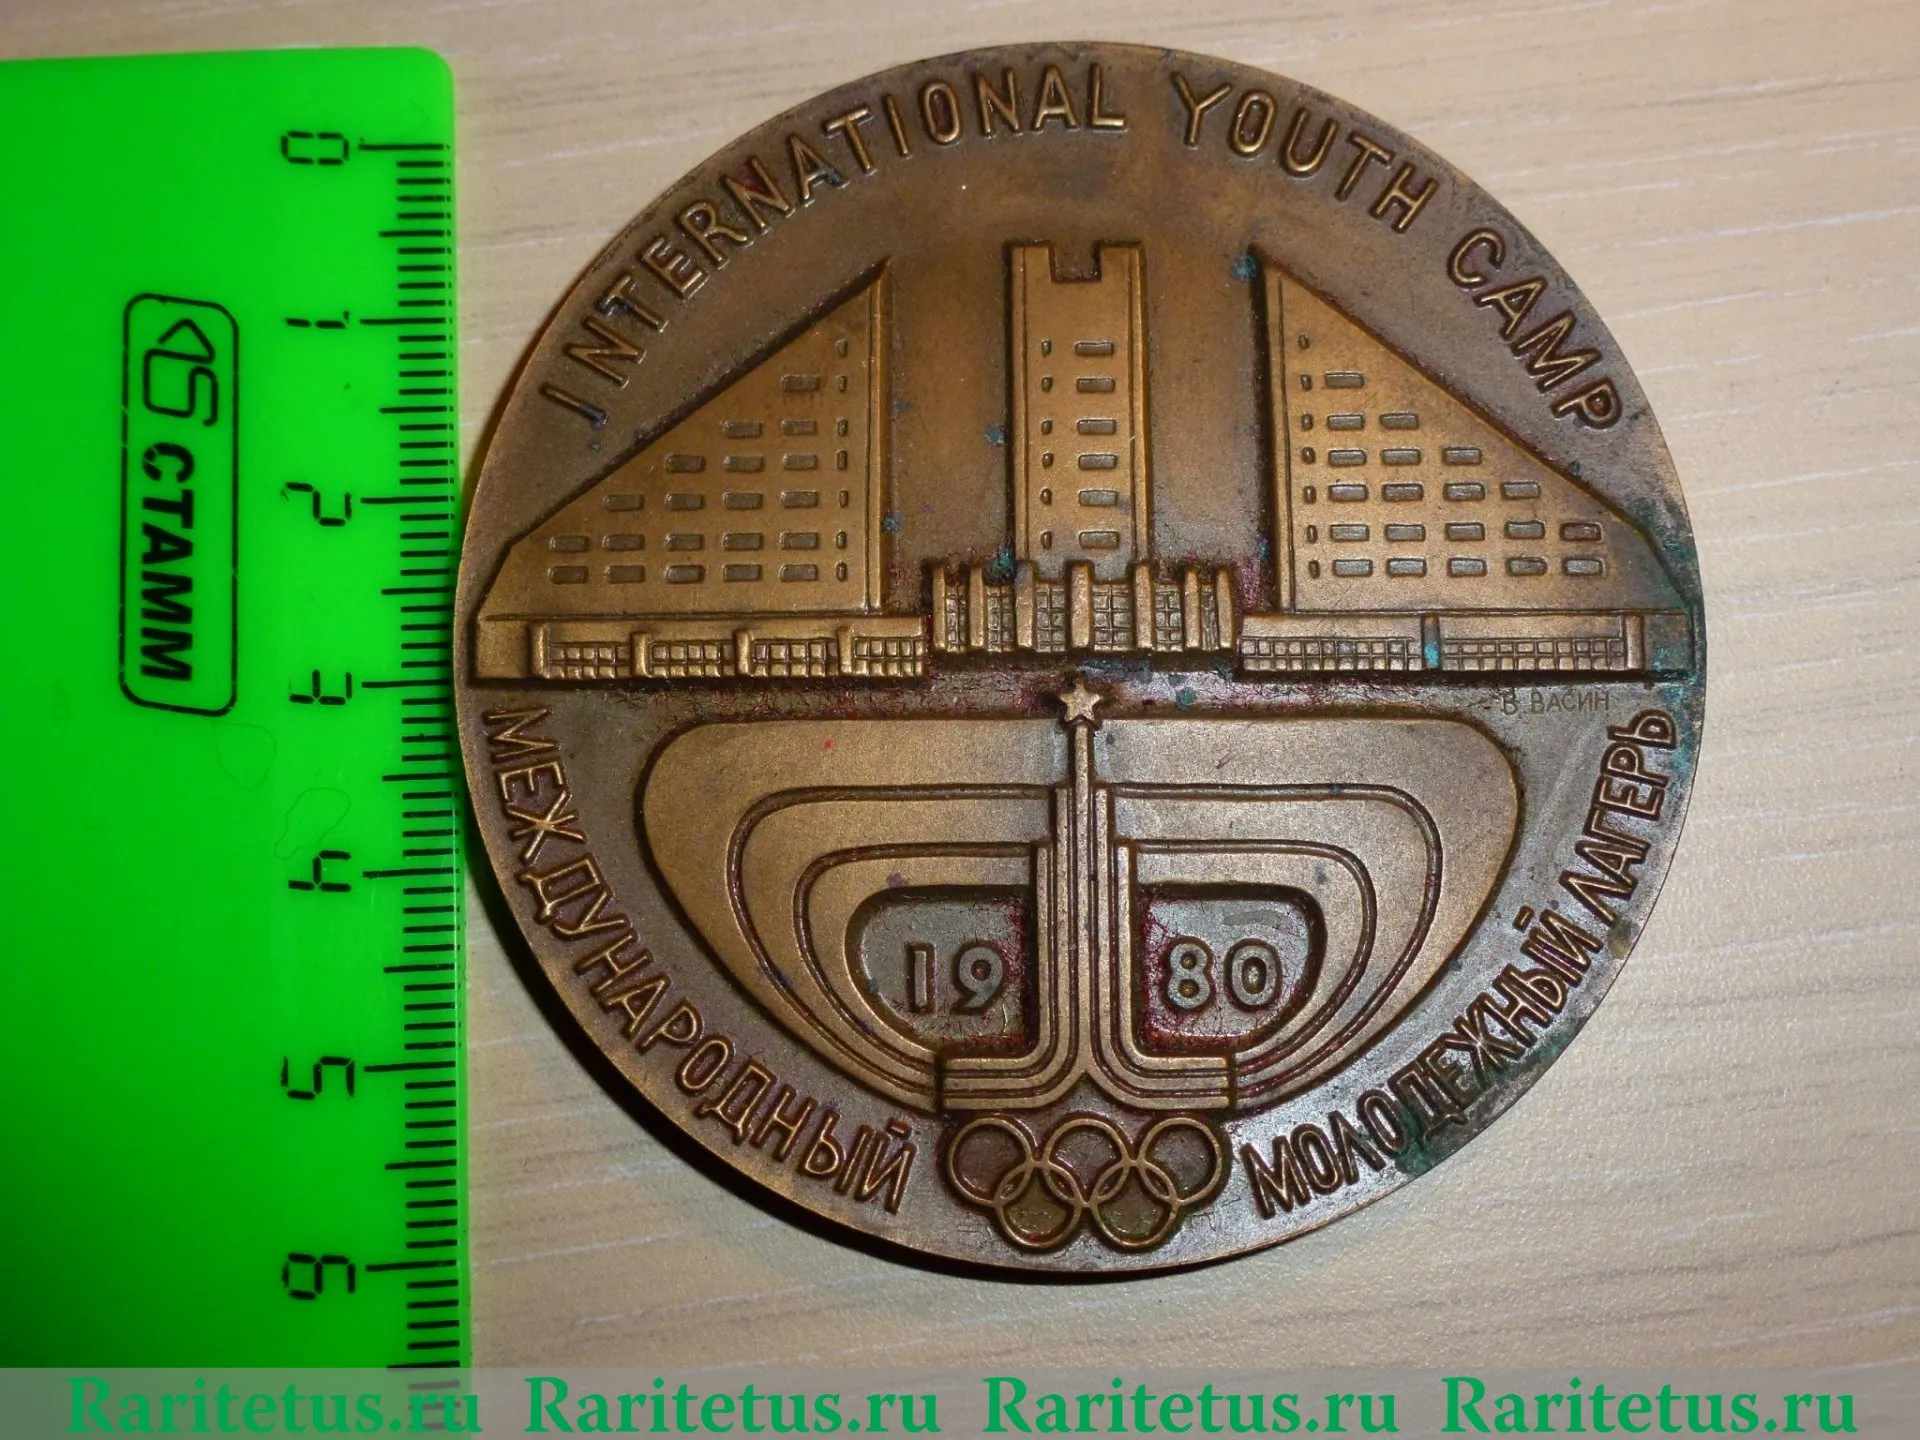 INTERNATIONAL YOUTH CAMP
В ВАСИН
19 80
МЕЖДУНАРОДНЫЙ МОЛОДЕЖНЫЙ ЛАГЕРЬ
0
1
2
3
4
5
6
СТАММ
Raritetus.ru Raritetus.ru Raritetus.ru Raritetus.ru